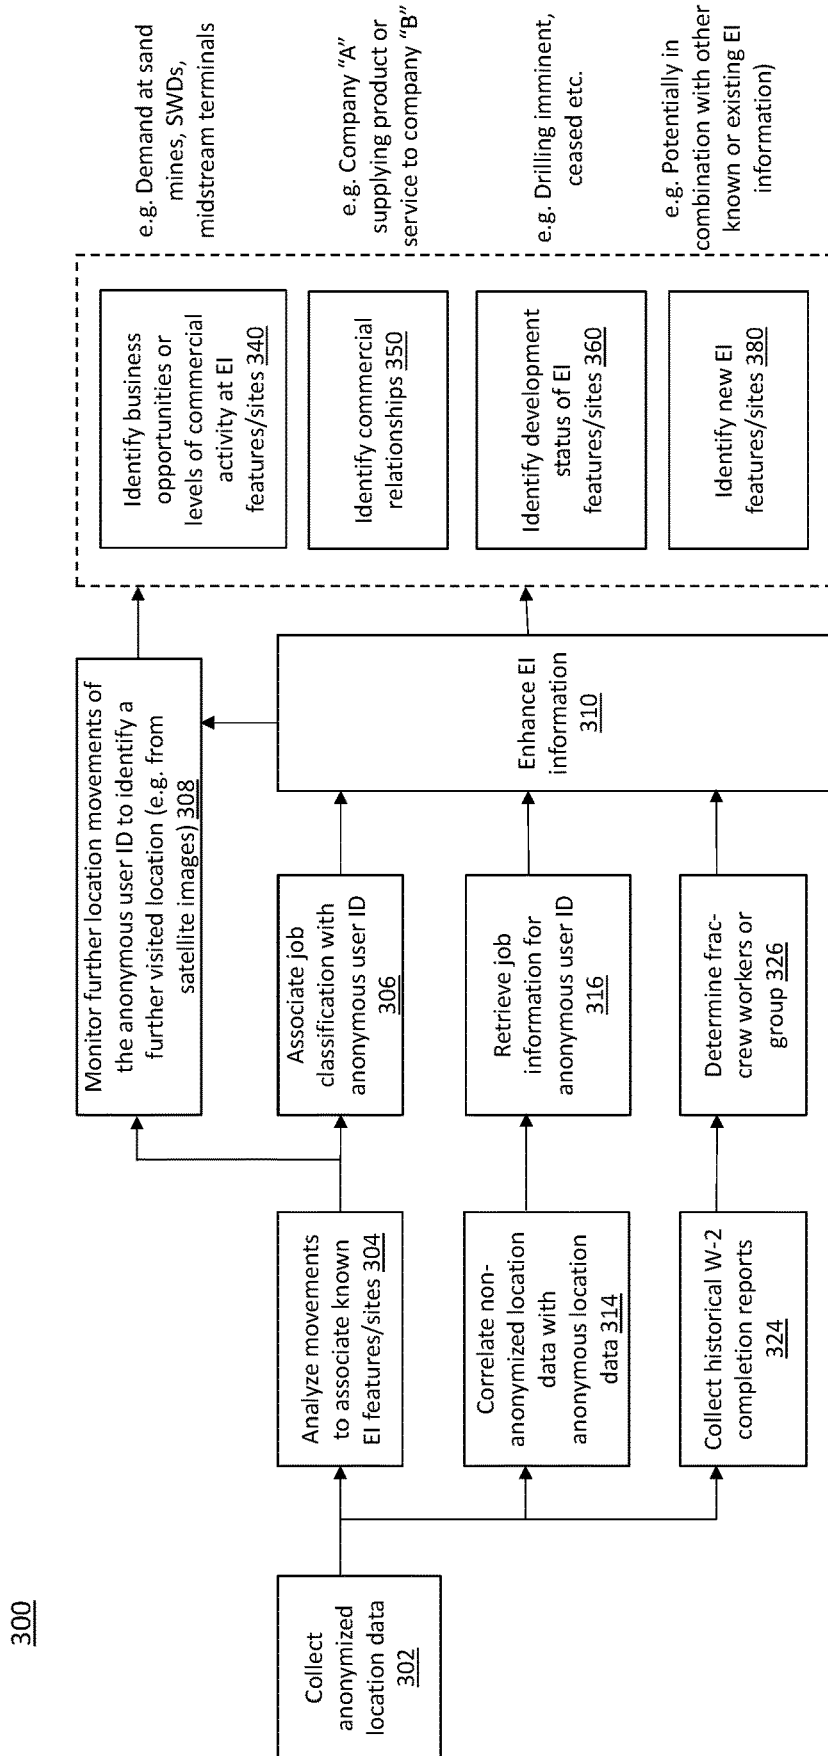 300
Collect
anonymized
location data
302
Analyze movements
to associate known
EI features/sites 304
Correlate non-
anonymized location
data with
anonymous location
data 314
Collect historical W-2
completion reports
324
Monitor further location movements of
the anonymous user ID to identify a
further visited location (e.g. from
satellite images) 308
Associate job
classification with
anonymous user ID
306
Retrieve job
information for
anonymous user ID
316
Determine frac-
crew workers or
group 326
Enhance EI
information
310
Identify business
opportunities or
levels of commercial
activity at EI
features/sites 340
Identify commercial
relationships 350
Identify development
status of EI
features/sites 360
Identify new EI
features/sites 380
e.g. Demand at sand
mines, SWDs,
midstream terminals
e.g. Company “A”
supplying product or
service to company “B”
e.g. Drilling imminent,
ceased etc.
e.g. Potentially in
combination with other
known or existing EI
information)